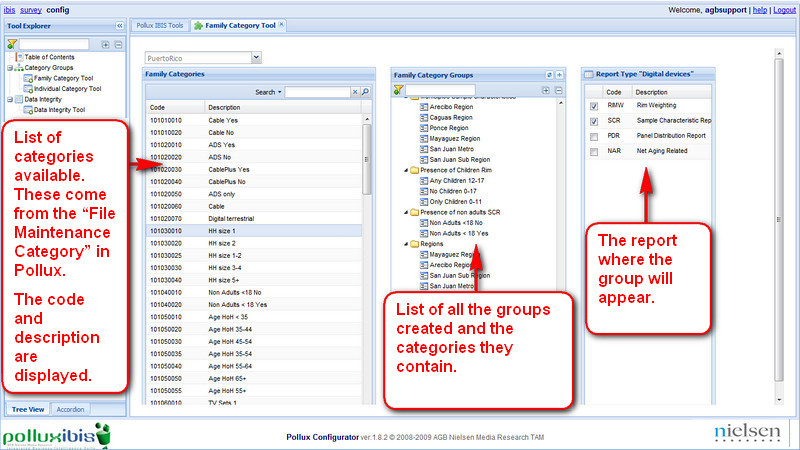 ibis survey config
Welcome, agbsupport | help | Logout
Tool Explorer
Table of Contents
Category Groups
Family Category Tool
Individual Category Tool
Data Integrity
Data Integrity Tool
Tree View
Accordion
Pollux IBIS Tools
Family Category Tool
PuertoRico
Family Categories
Search
Code Description
101010010 Cable Yes
101010020 Cable No
101020010 ADS Yes
101020020 ADS No
101020030 CablePlus Yes
101020040 CablePlus No
101020050 ADS only
101020060 Cable
101020070 Digital terrestrial
101030010 HH size 1
101030020 HH size 2
101030025 HH size 1-2
101030030 HH size 3-4
101030040 HH size 5+
101040010 Non Adults <18 No
101040020 Non Adults < 18 Yes
101050010 Age HoH < 35
101050020 Age HoH 35-44
101050030 Age HoH 45-54
101050035 Age HoH 35-54
101050040 Age HoH 55-64
101050050 Age HoH 65+
101050055 Age HoH 55+
101060010 TV Sets 1
Family Category Groups
Arecibo Region
Caguas Region
Ponce Region
Mayaguez Region
San Juan Metro
San Juan Sub Region
Presence of Children Rim
Any Children 12-17
No Children 0-17
Only Children 0-11
Presence of non adults SCR
Non Adults <18 No
Non Adults < 18 Yes
Regions
Mayaguez Region
Arecibo Region
San Juan Sub Region
San Juan Metro
Report Type "Digital devices"
Code Description
RIMW Rim Weighting
SCR Sample Characteristic Rep
PDR Panel Distribution Report
NAR Net Aging Related
List of
categories
available.
These come
from the “File
Maintenance
Category” in
Pollux.
The code
and
description
are
displayed.
List of all the groups
created and the
categories they
contain.
The report
where the
group will
appear.
polluxibis
Pollux Configurator ver.1.8.2 © 2008-2009 AGB Nielsen Media Research TAM
nielsen